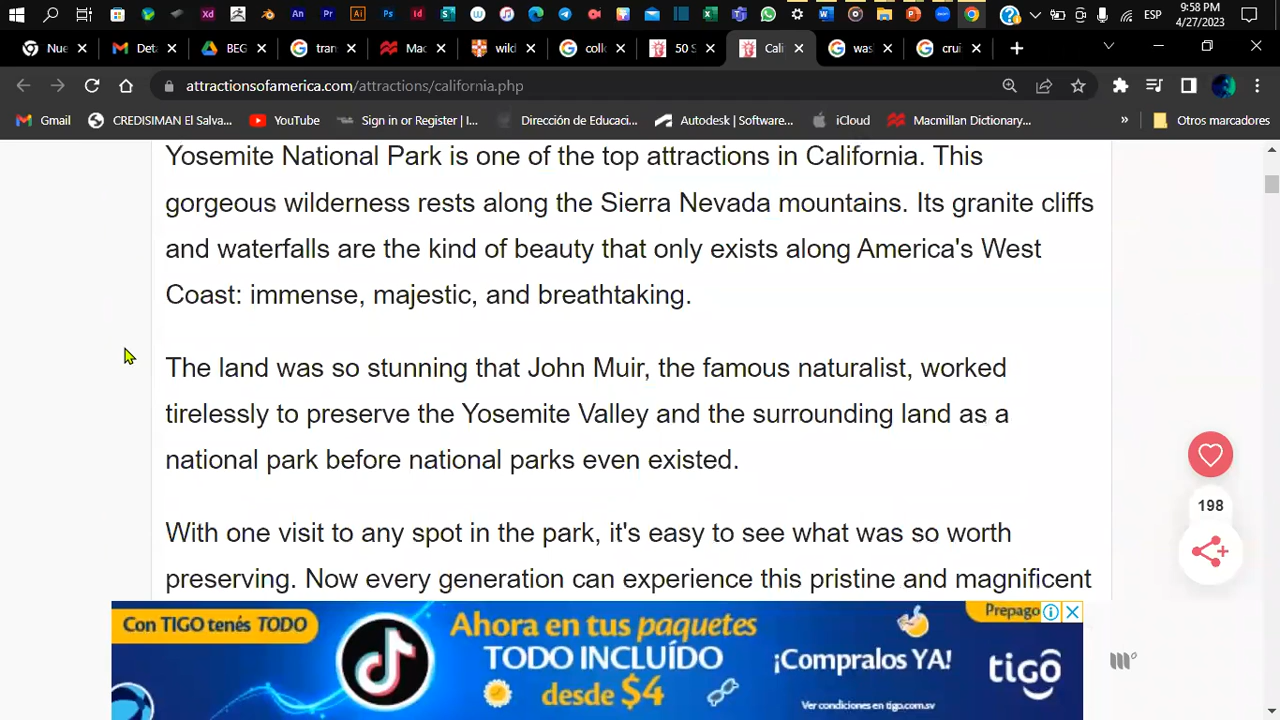 9:58 PM
ESP
4/27/2023
Nue
Deta
BES
tran
Mac
wild
colle
50 S
Cali
was
crui
attractionsofamerica.com/attractions/california.php
Gmail
CREDISIMAN El Salva...
YouTube
Sign in or Register | I...
Dirección de Educaci...
Autodesk | Software...
iCloud
Macmillan Dictionary...
»
Otros marcadores
Yosemite National Park is one of the top attractions in California. This
gorgeous wilderness rests along the Sierra Nevada mountains. Its granite cliffs
and waterfalls are the kind of beauty that only exists along America's West
Coast: immense, majestic, and breathtaking.
The land was so stunning that John Muir, the famous naturalist, worked
tirelessly to preserve the Yosemite Valley and the surrounding land as a
national park before national parks even existed.
198
With one visit to any spot in the park, it's easy to see what was so worth
preserving. Now every generation can experience this pristine and magnificent
Con TIGO tenés TODO
Ahora en tus paquetes
TODO INCLUÍDO
desde $4
¡Compralos YA!
Prepago
tigo
Ver condiciones en tigo.com.sv